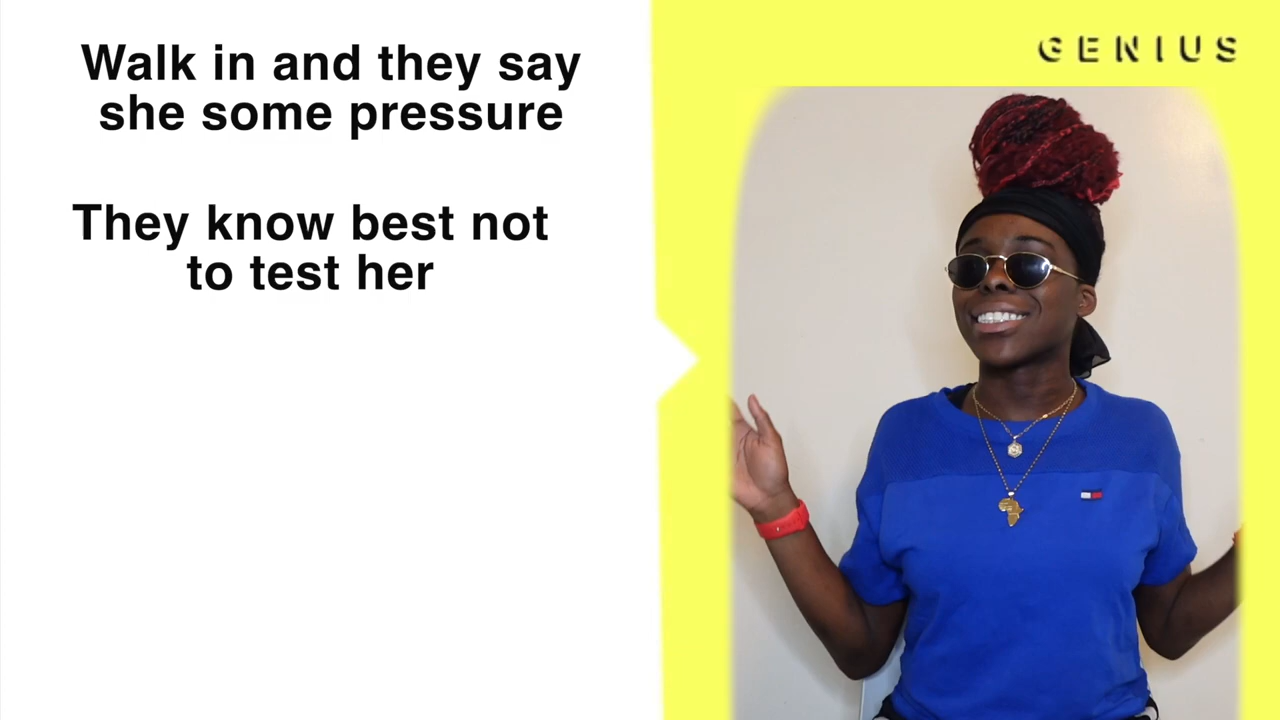 GENIUS
Walk in and they say
she some pressure
They know best not
to test her